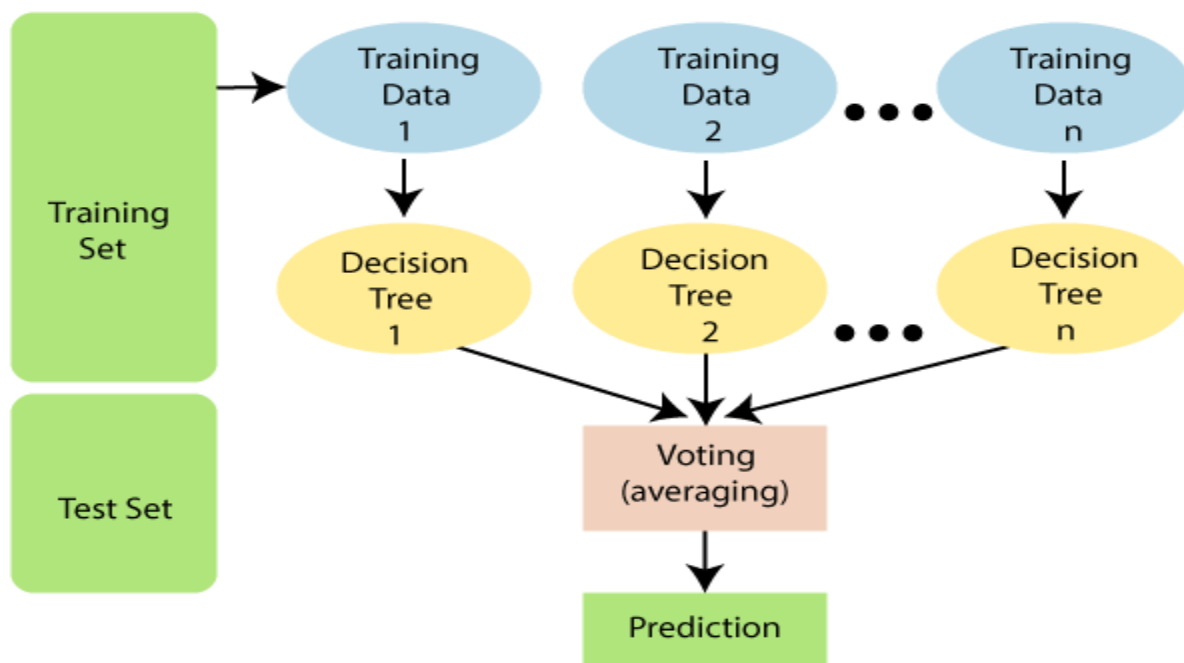 Training
Set
Test Set
Training
Data
1
Training
Data
2
Training
Data
n
Decision
Tree
1
Decision
Tree
2
Decision
Tree
n
Voting
(averaging)
Prediction